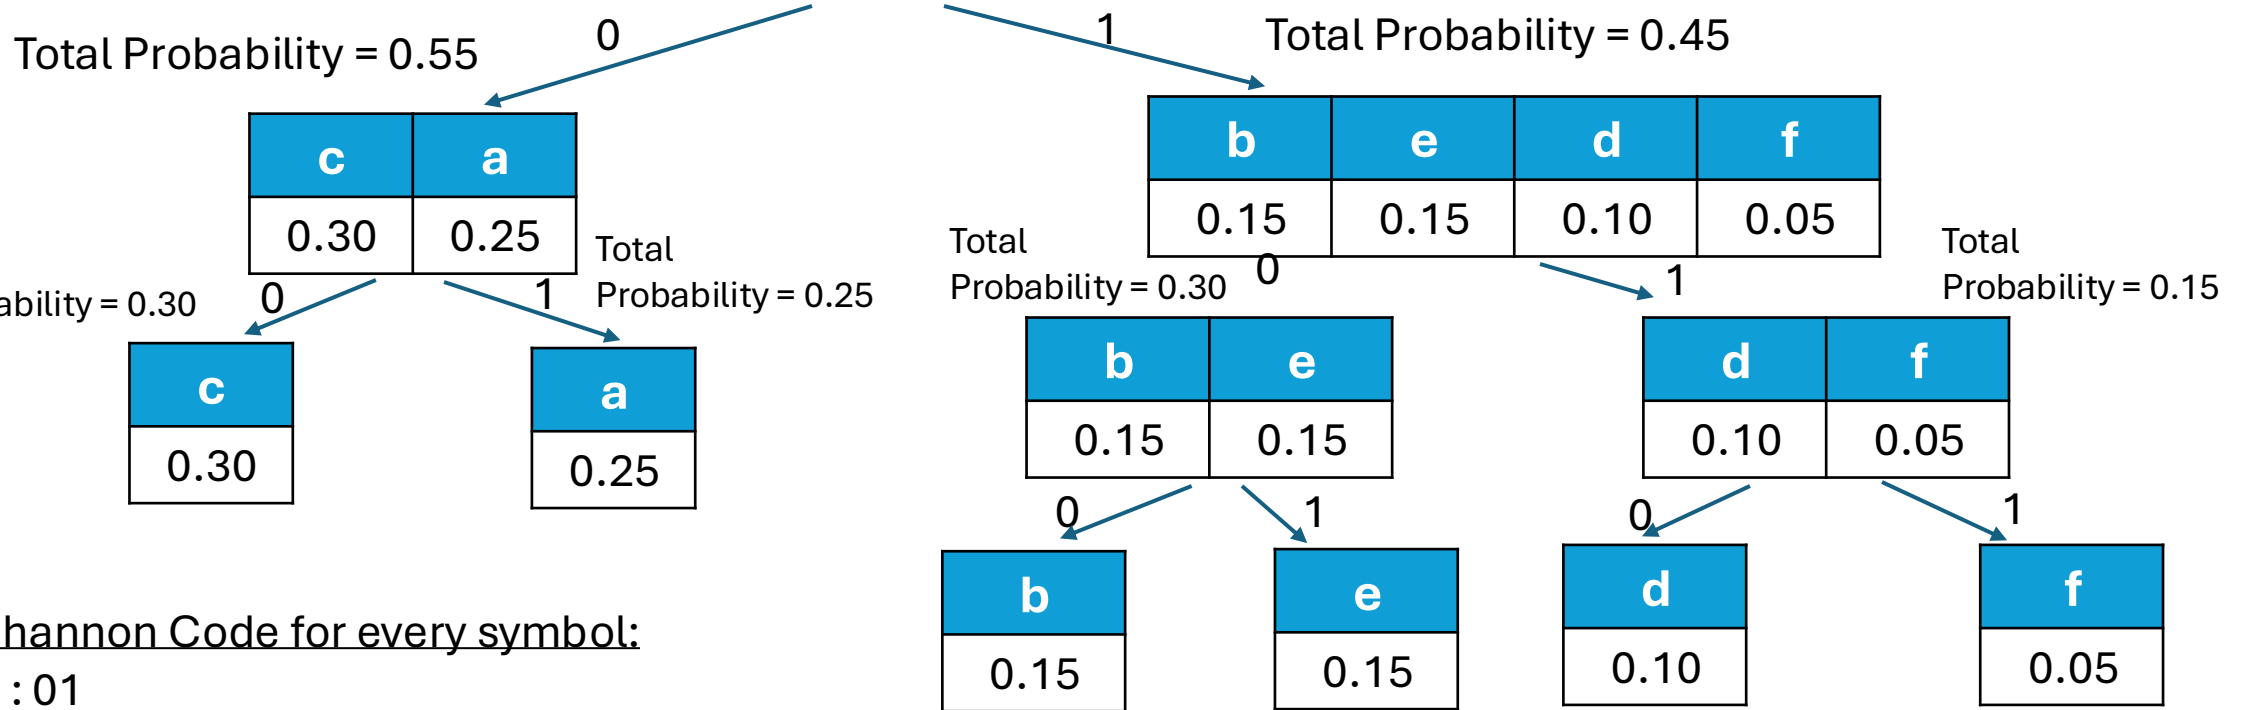 0
1
Total Probability = 0.45
Total Probability = 0.55
b e d f
c a
0.15 0.15 0.10 0.05
0.30 0.25
Total
Probability = 0.25
Total
Probability = 0.30
0
1
Total
Probability = 0.15
ability = 0.30
0
1
b e
d f
c
a
0.15 0.15
0.10 0.05
0.30
0.25
0
1
0
1
b
e
d
f
hannon Code for every symbol:
0.15
0.15
0.10
0.05
: 01